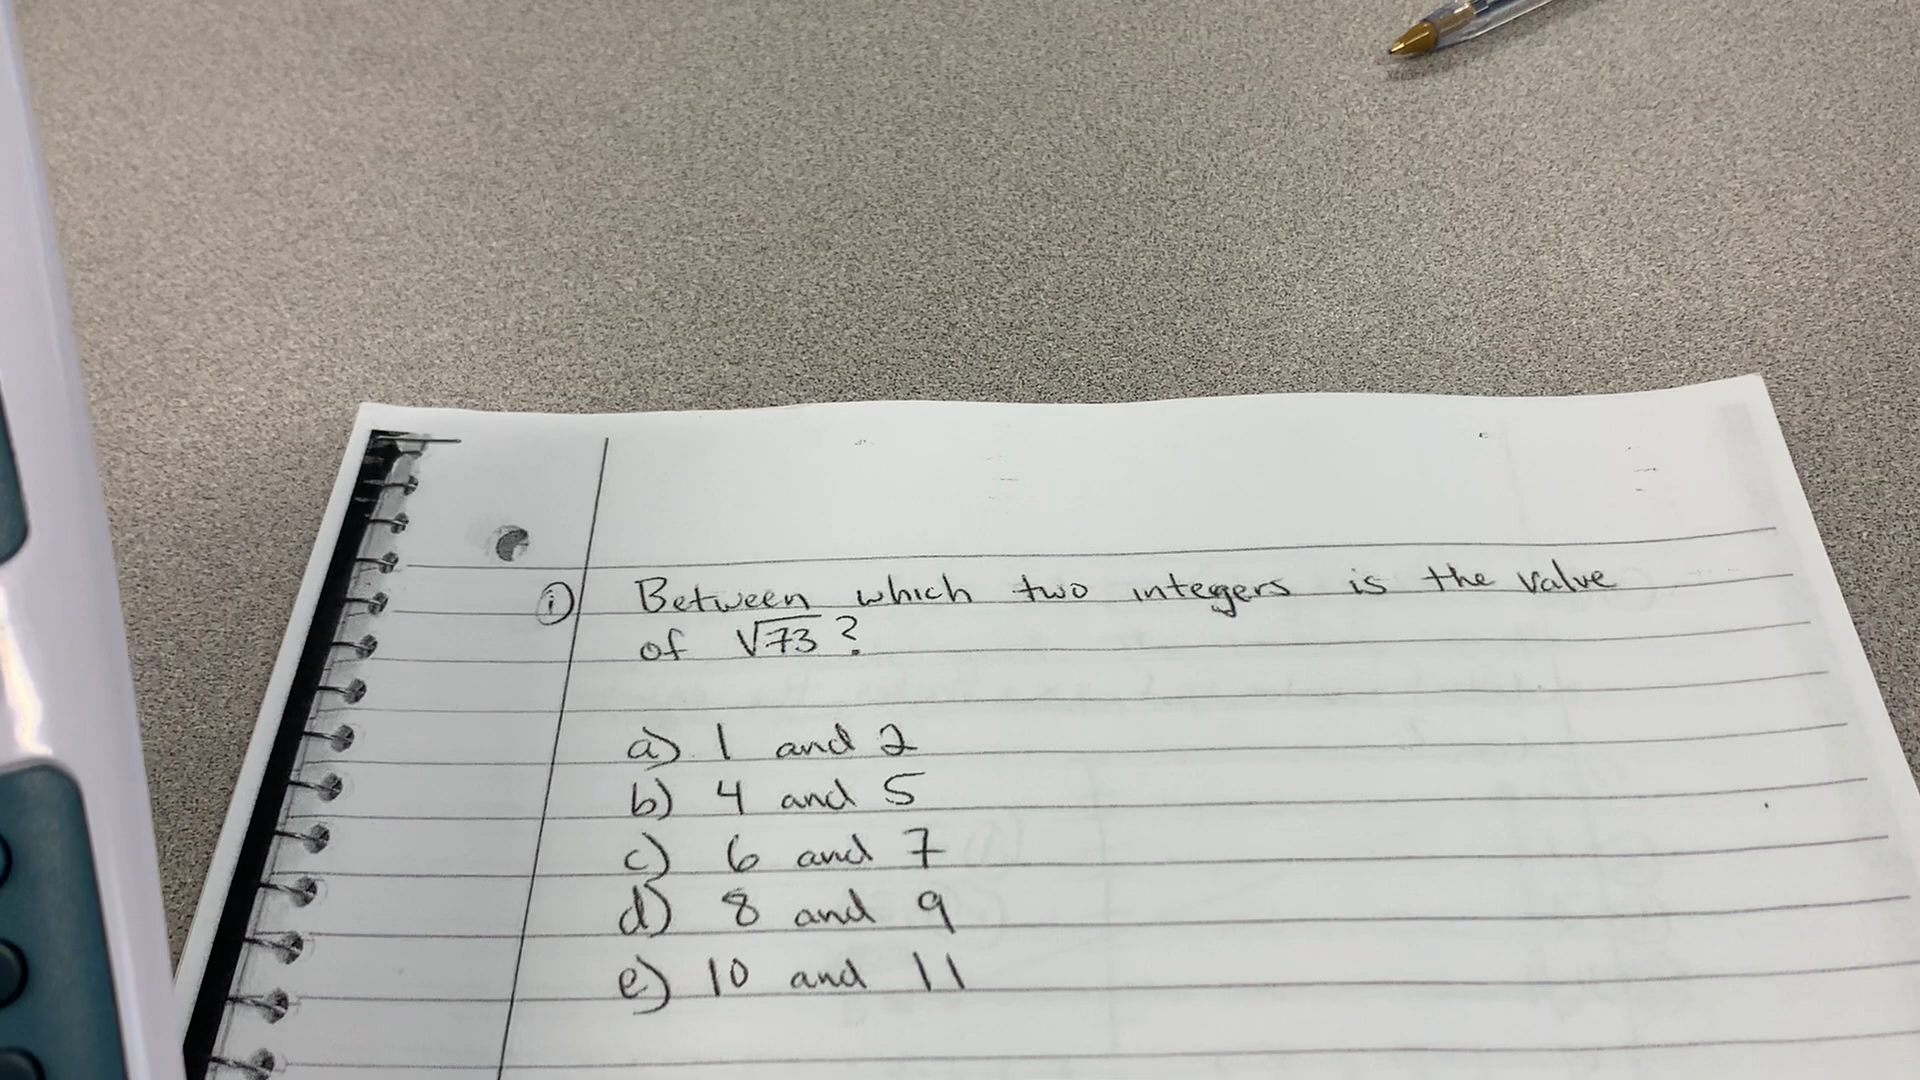 ① Between which two integers is the value
of √73?
a) 1 and 2
b) 4 and 5
c) 6 and 7
d) 8 and 9
e) 10 and 11